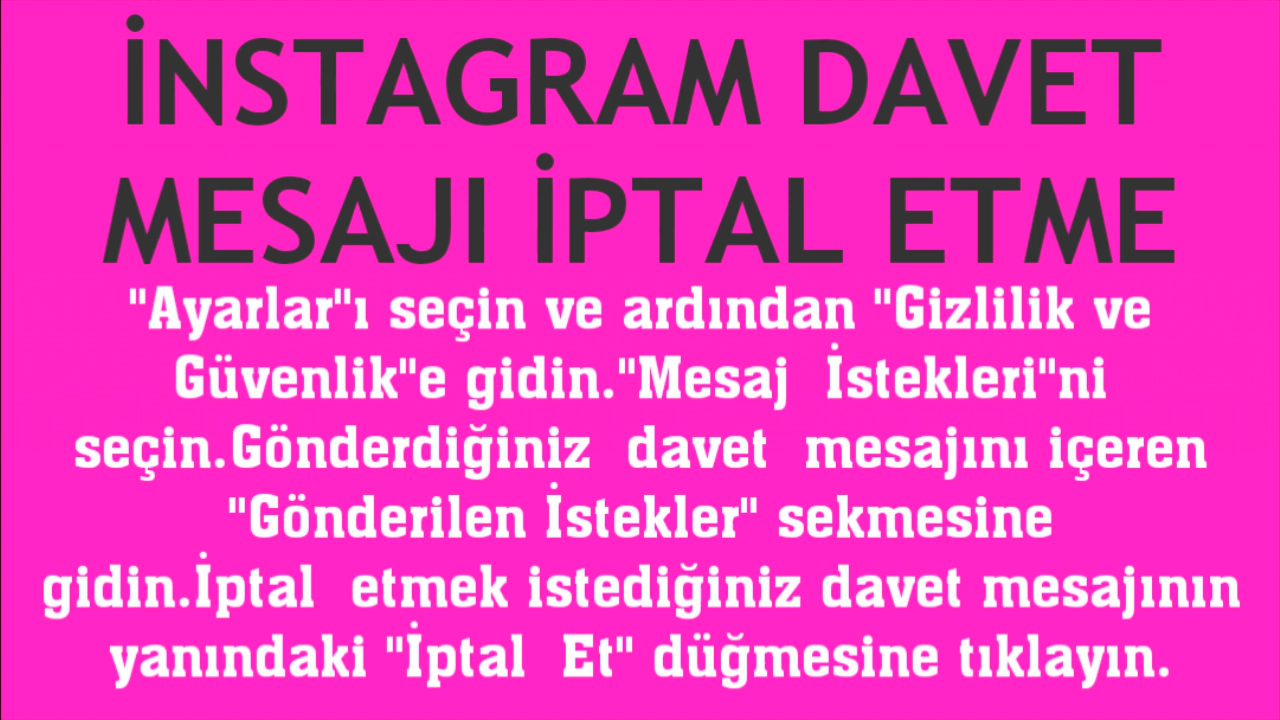 İNSTAGRAM DAVET
MESAJI İPTAL ETME
"Ayarlar"ı seçin ve ardından "Gizlilik ve
Güvenlik"e gidin."Mesaj İstekleri"ni
seçin.Gönderdiğiniz davet mesajını içeren
"Gönderilen İstekler" sekmesine
gidin.İptal etmek istediğiniz davet mesajının
yanındaki "İptal Et" düğmesine tıklayın.